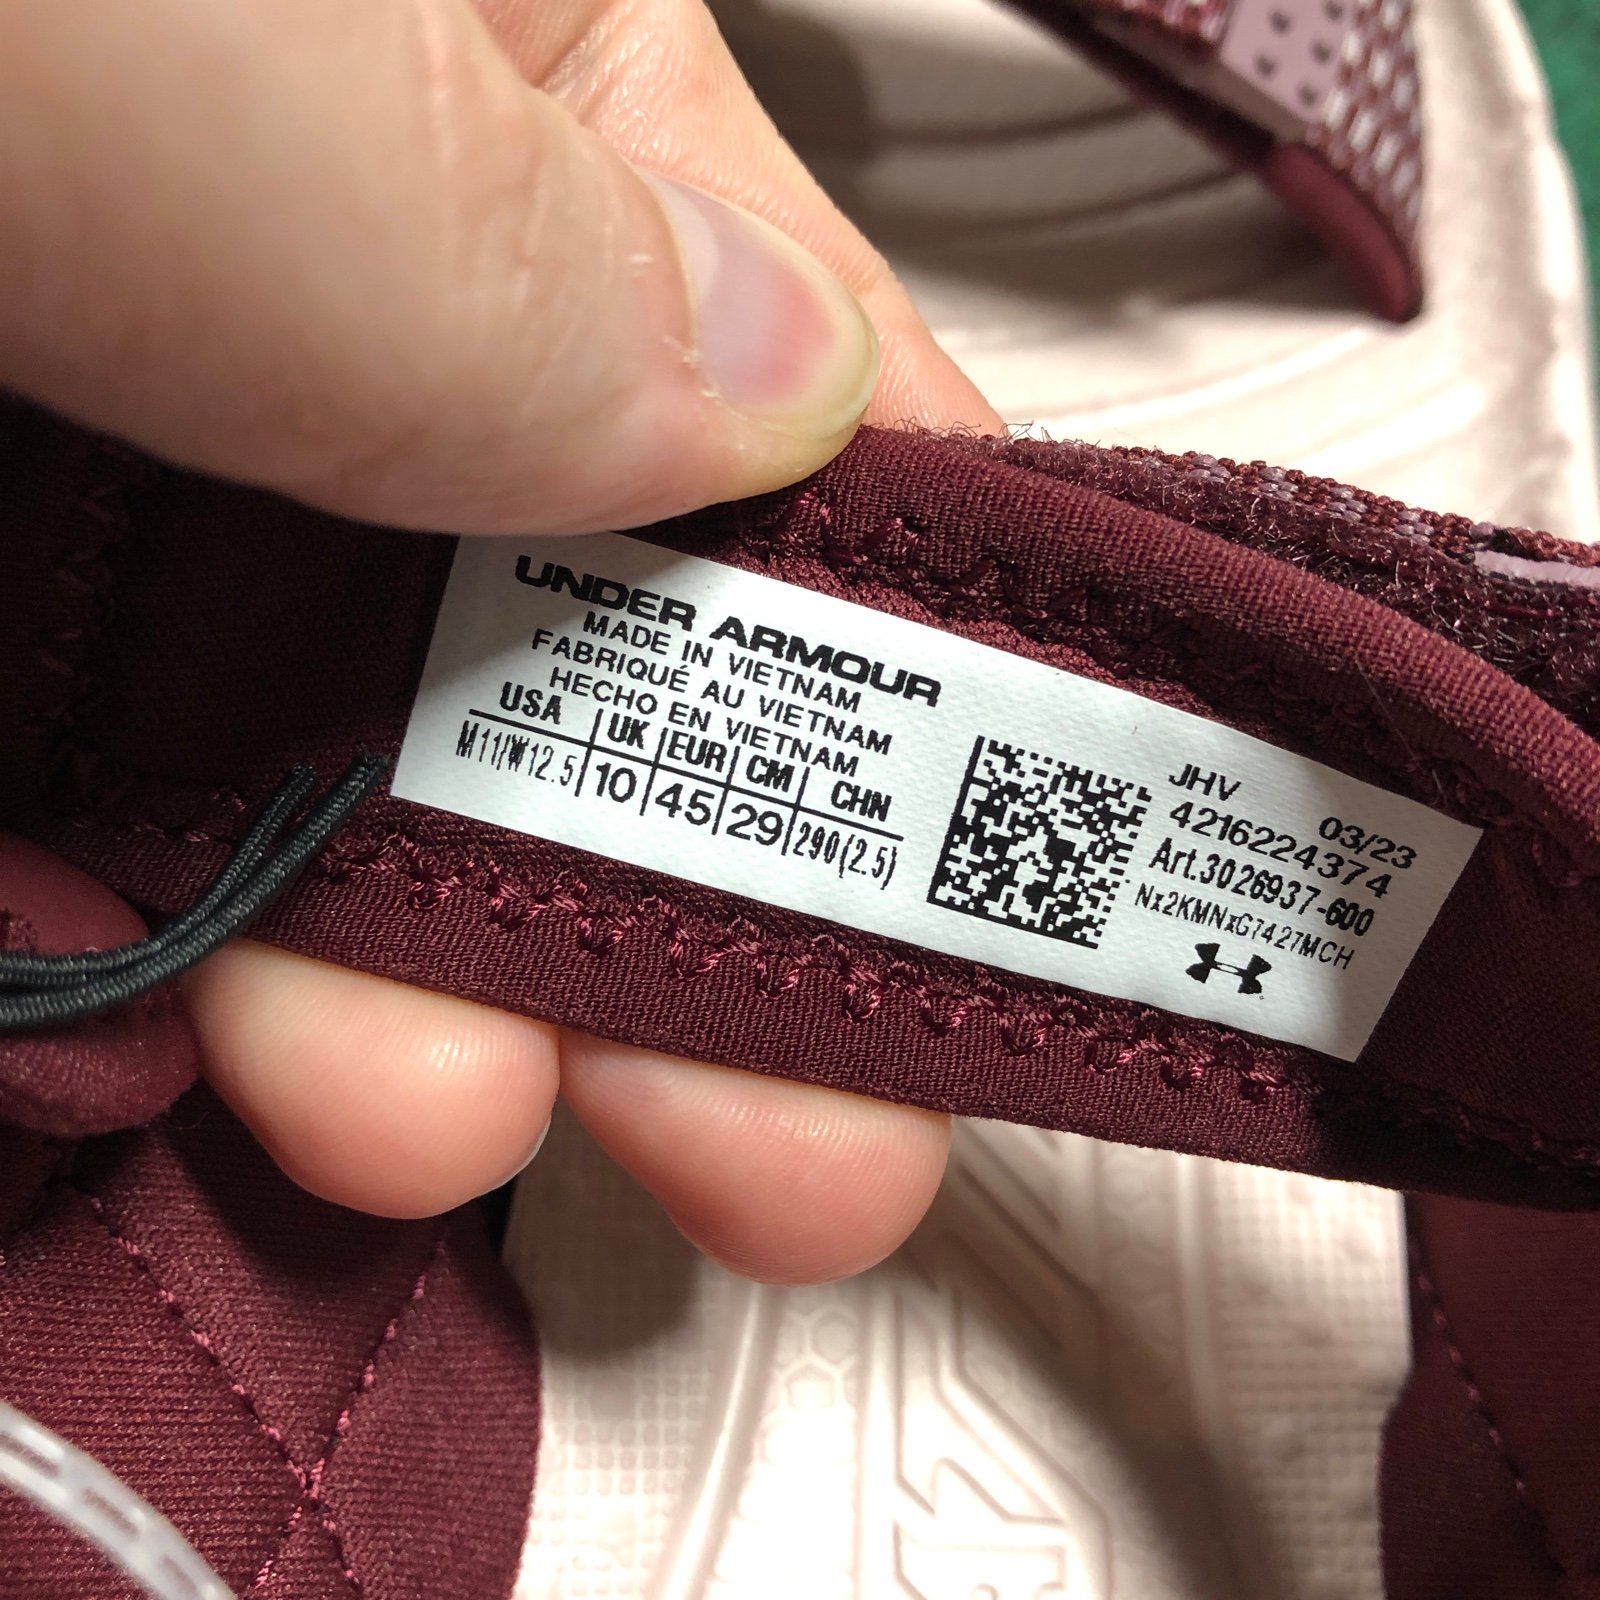 UNDER ARMOUR
MADE IN VIETNAM
FABRIQUÉ AU VIETNAM
HECHO EN VIETNAM
USA UK EUR CM CHN
M11/W12.5 10 45 29 290(2.5)
JHV 03/23
4216224374
Art.3026937-600
Nx2KMNxG7427MCH